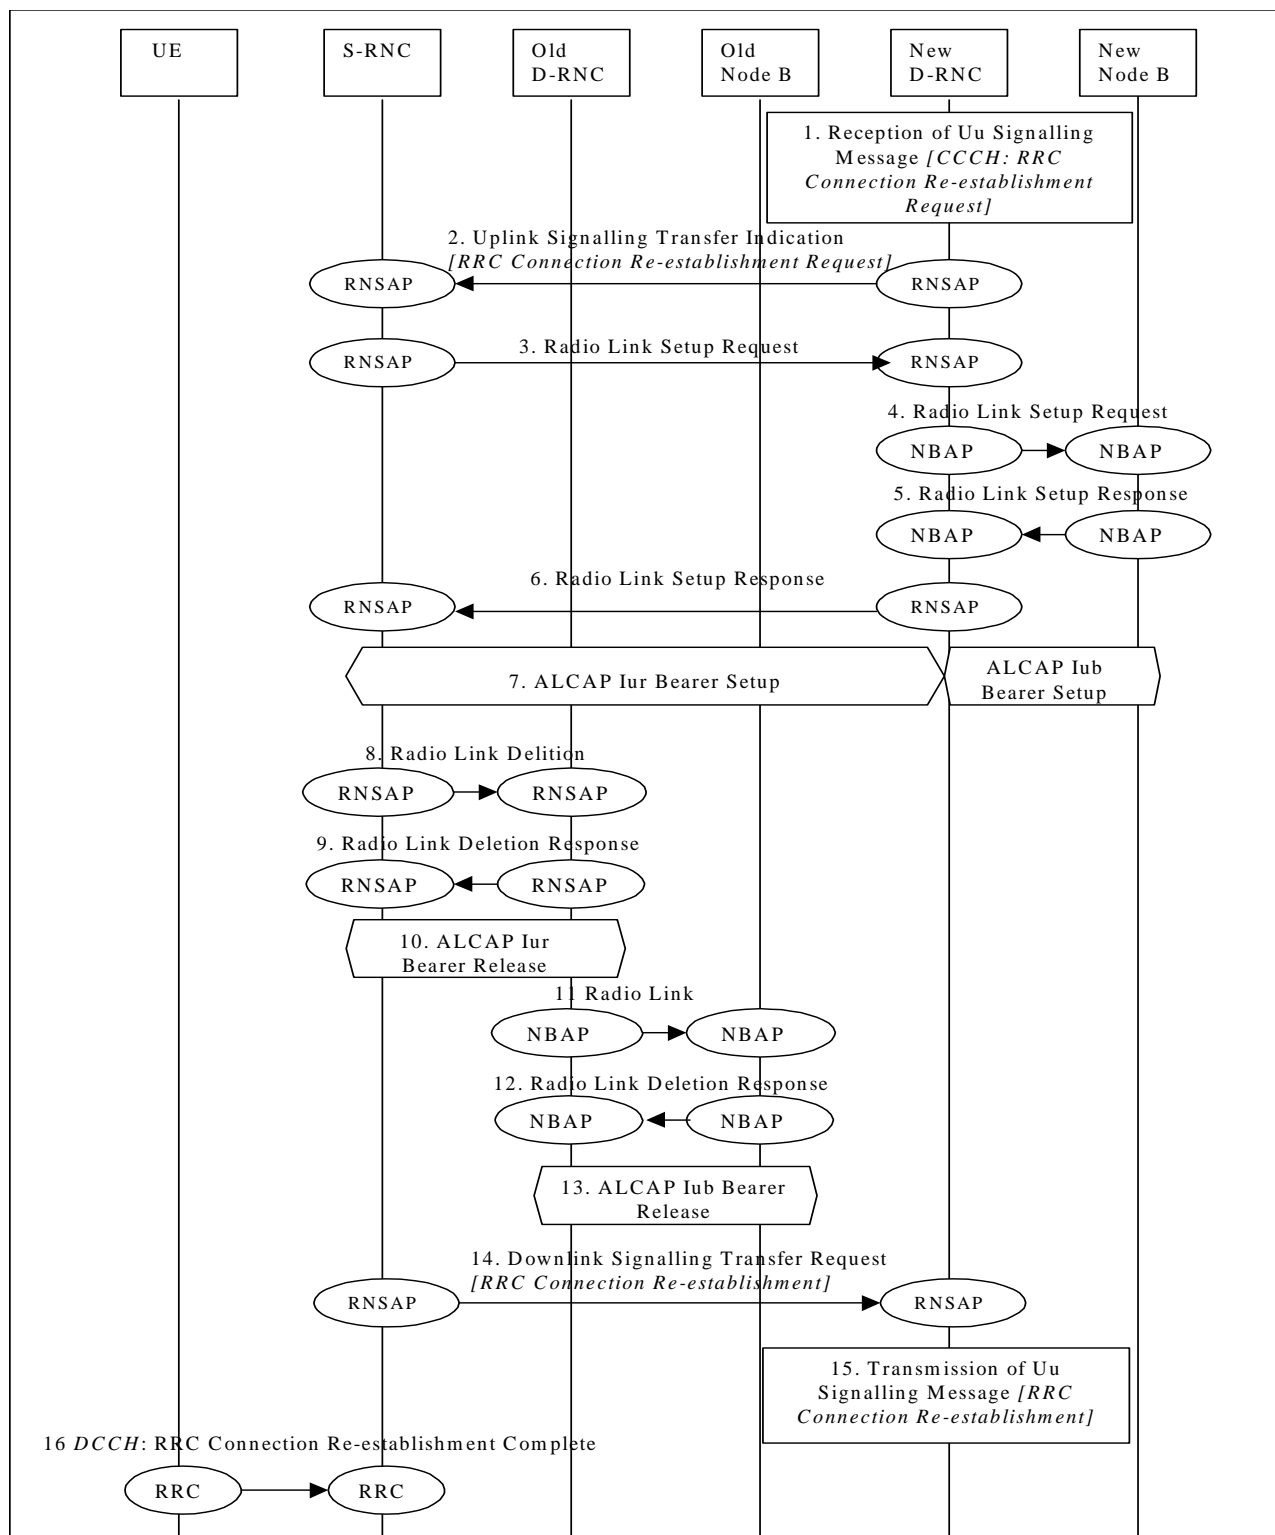 UE
S-RNC
Old
D-RNC
Old
Node B
New
D-RNC
New
Node B
1. Reception of Uu Signalling
Message [CCCH: RRC
Connection Re-establishment
Request]
2. Uplink Signalling Transfer Indication
[RRC Connection Re-establishment Request]
RNSAP
RNSAP
3. Radio Link Setup Request
RNSAP
RNSAP
4. Radio Link Setup Request
NBAP
NBAP
5. Radio Link Setup Response
NBAP
NBAP
6. Radio Link Setup Response
RNSAP
RNSAP
7. ALCAP Iur Bearer Setup
ALCAP Iub
Bearer Setup
8. Radio Link Delition
RNSAP
RNSAP
9. Radio Link Deletion Response
RNSAP
RNSAP
10. ALCAP Iur
Bearer Release
11 Radio Link
NBAP
NBAP
12. Radio Link Deletion Response
NBAP
NBAP
13. ALCAP Iub Bearer
Release
14. Downlink Signalling Transfer Request
[RRC Connection Re-establishment]
RNSAP
RNSAP
15. Transmission of Uu
Signalling Message [RRC
Connection Re-establishment]
16 DCCH: RRC Connection Re-establishment Complete
RRC
RRC